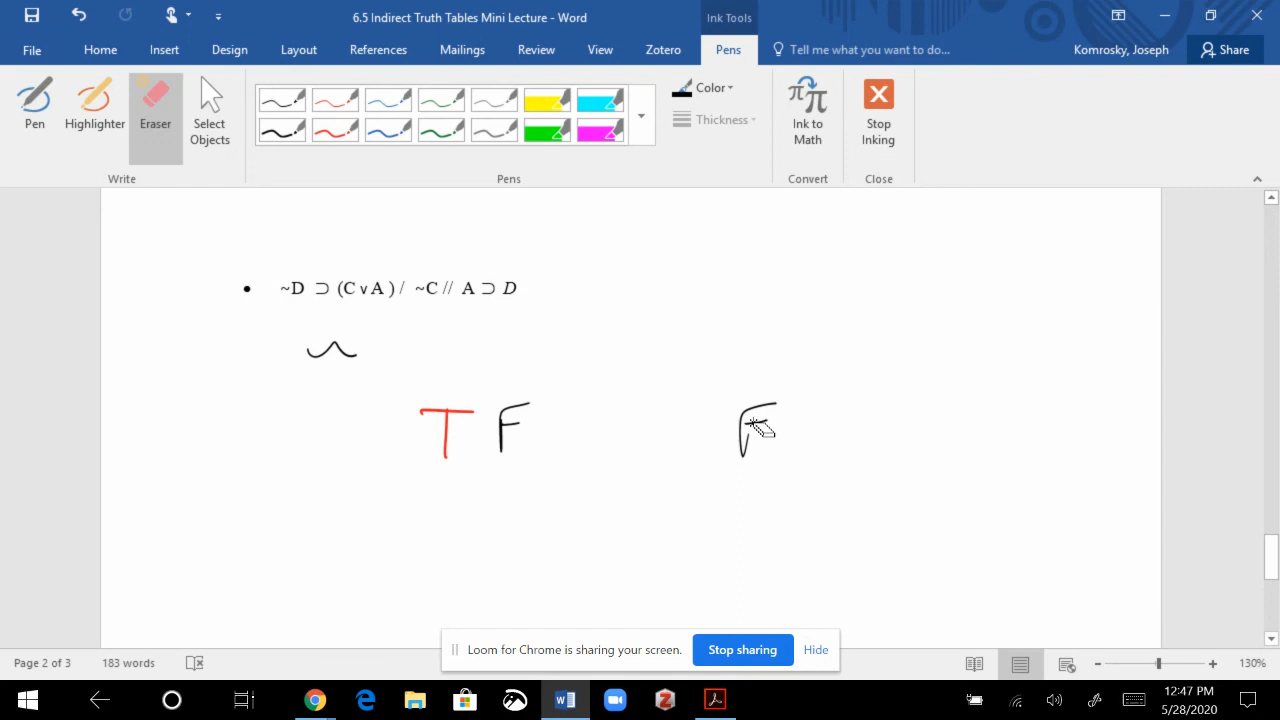 6.5 Indirect Truth Tables Mini Lecture - Word
Ink Tools
File Home Insert Design Layout References Mailings Review View Zotero Pens Tell me what you want to do... Komrosky, Joseph Share
Pen Highlighter Eraser Select Objects
Color
Thickness
Ink to Math
Stop Inking
Write Pens Convert Close
• ~D ⊃ (C v A ) / ~C // A ⊃ D
~
T F F
Loom for Chrome is sharing your screen. Stop sharing Hide
Page 2 of 3 183 words 130%
12:47 PM
5/28/2020